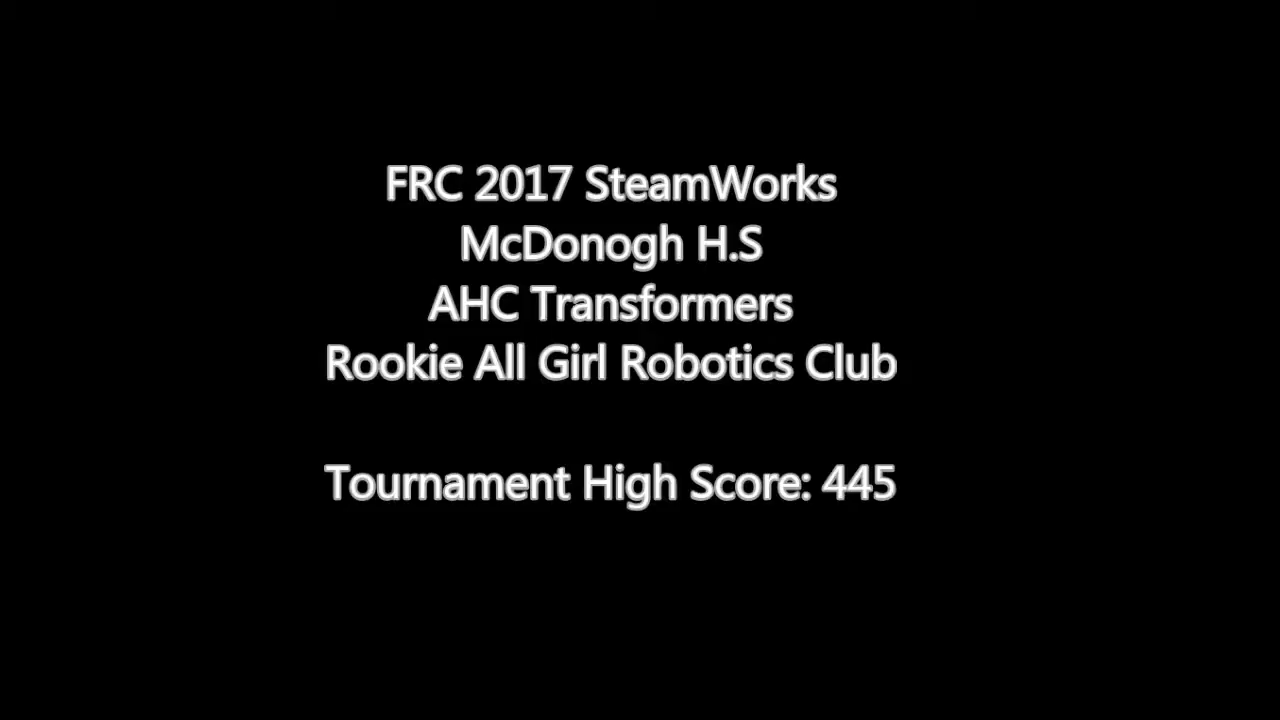 FRC 2017 SteamWorks
McDonogh H.S
AHC Transformers
Rookie All Girl Robotics Club
Tournament High Score: 445